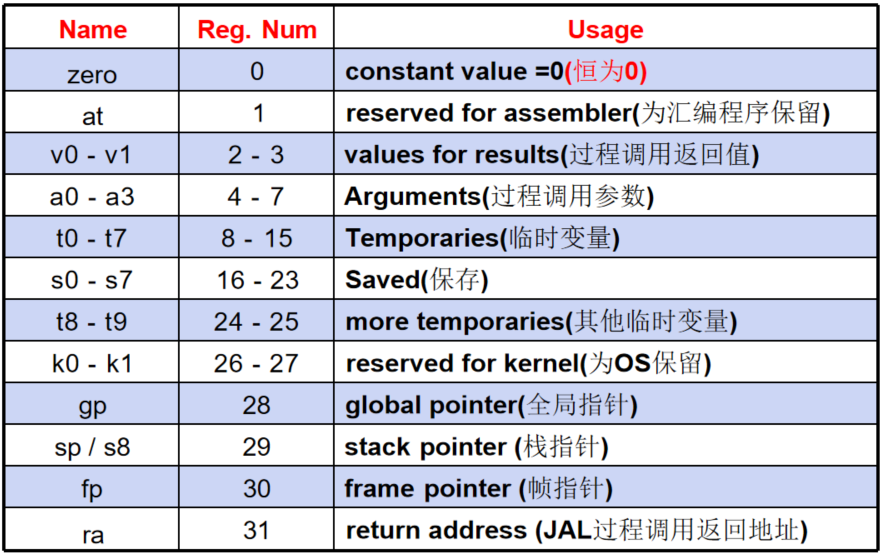 Name Reg. Num Usage
zero 0 constant value =0(恒为0)
at 1 reserved for assembler(为汇编程序保留)
v0 - v1 2 - 3 values for results(过程调用返回值)
a0 - a3 4 - 7 Arguments(过程调用参数)
t0 - t7 8 - 15 Temporaries(临时变量)
s0 - s7 16 - 23 Saved(保存)
t8 - t9 24 - 25 more temporaries(其他临时变量)
k0 - k1 26 - 27 reserved for kernel(为OS保留)
gp 28 global pointer(全局指针)
sp / s8 29 stack pointer (栈指针)
fp 30 frame pointer (帧指针)
ra 31 return address (JAL过程调用返回地址)